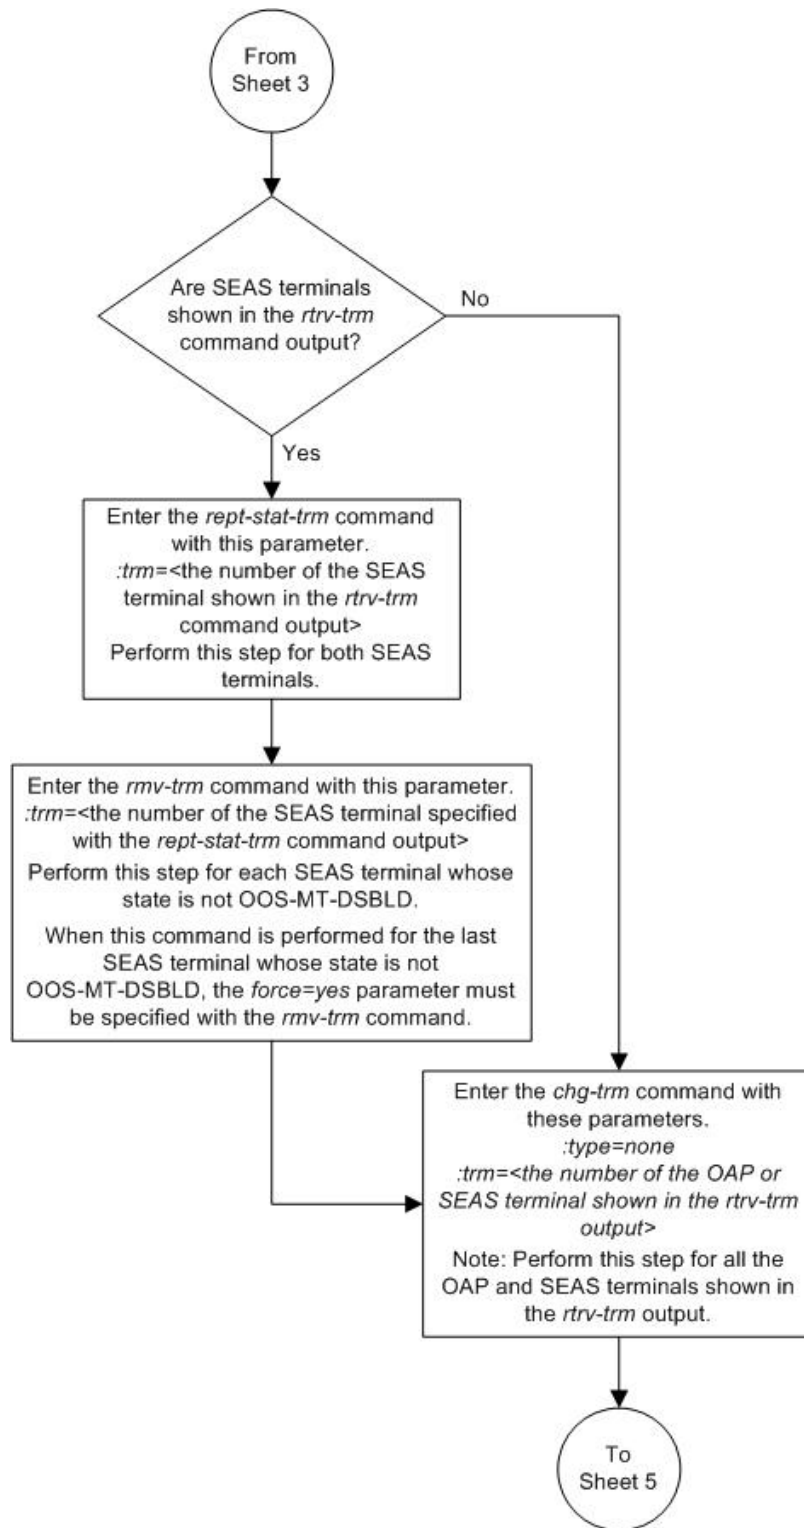 From
Sheet 3
Are SEAS terminals
shown in the rtrv-trm
command output?
No
Yes
Enter the rept-stat-trm command
with this parameter.
:trm=<the number of the SEAS
terminal shown in the rtrv-trm
command output>
Perform this step for both SEAS
terminals.
Enter the rmv-trm command with this parameter.
:trm=<the number of the SEAS terminal specified
with the rept-stat-trm command output>
Perform this step for each SEAS terminal whose
state is not OOS-MT-DSBLD.
When this command is performed for the last
SEAS terminal whose state is not
OOS-MT-DSBLD, the force=yes parameter must
be specified with the rmv-trm command.
Enter the chg-trm command with
these parameters.
:type=none
:trm=<the number of the OAP or
SEAS terminal shown in the rtrv-trm
output>
Note: Perform this step for all the
OAP and SEAS terminals shown in
the rtrv-trm output.
To
Sheet 5